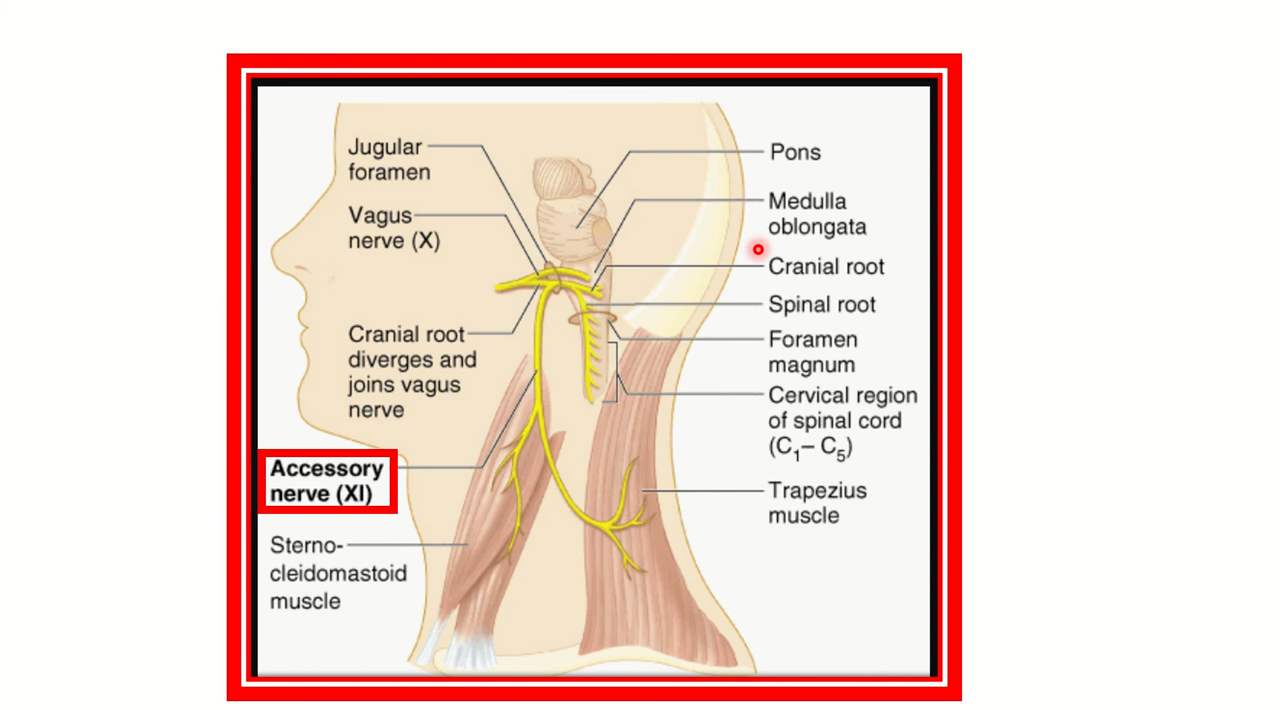 Jugular
foramen
Vagus
nerve (X)
Cranial root
diverges and
joins vagus
nerve
Accessory
nerve (XI)
Sterno-
cleidomastoid
muscle
Pons
Medulla
oblongata
Cranial root
Spinal root
Foramen
magnum
Cervical region
of spinal cord
(C₁– C₅)
Trapezius
muscle